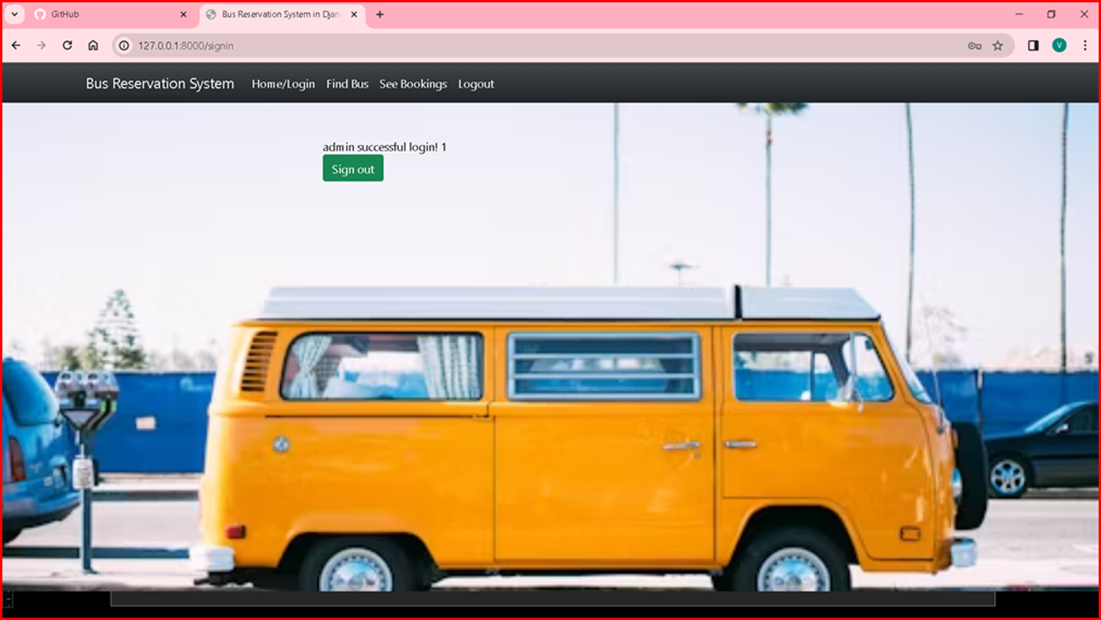 GitHub
Bus Reservation System in Djan
127.0.0.1:8000/signin
V
Bus Reservation System Home/Login Find Bus See Bookings Logout
admin successful login! 1
Sign out